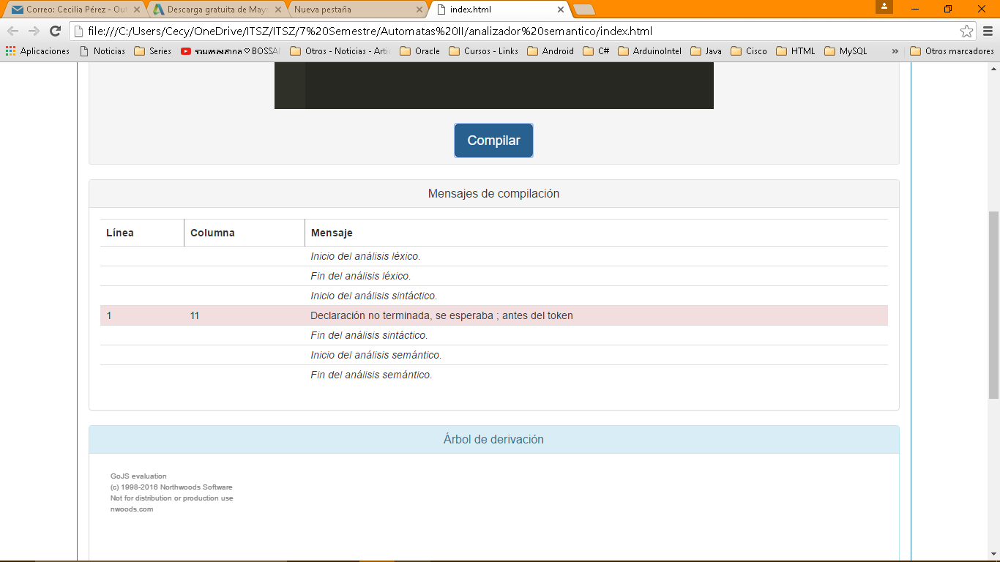 Correo: Cecilia Pérez - Out
Descarga gratuita de May
Nueva pestaña
index.html
file:///C:/Users/Cecy/OneDrive/ITSZ/ITSZ/7%20Semestre/Automatas%20II/analizador%20semantico/index.html
Aplicaciones
Noticias
Series
รวมเพลงสากล ♡ BOSSA
Otros - Noticias - Arti
Oracle
Cursos - Links
Android
C#
ArduinoIntel
Java
Cisco
HTML
MySQL
»
Otros marcadores
Compilar
Mensajes de compilación
Línea Columna Mensaje
Inicio del análisis léxico.
Fin del análisis léxico.
Inicio del análisis sintáctico.
1 11 Declaración no terminada, se esperaba ; antes del token
Fin del análisis sintáctico.
Inicio del análisis semántico.
Fin del análisis semántico.
Árbol de derivación
GoJS evaluation
(c) 1998-2016 Northwoods Software
Not for distribution or production use
nwoods.com